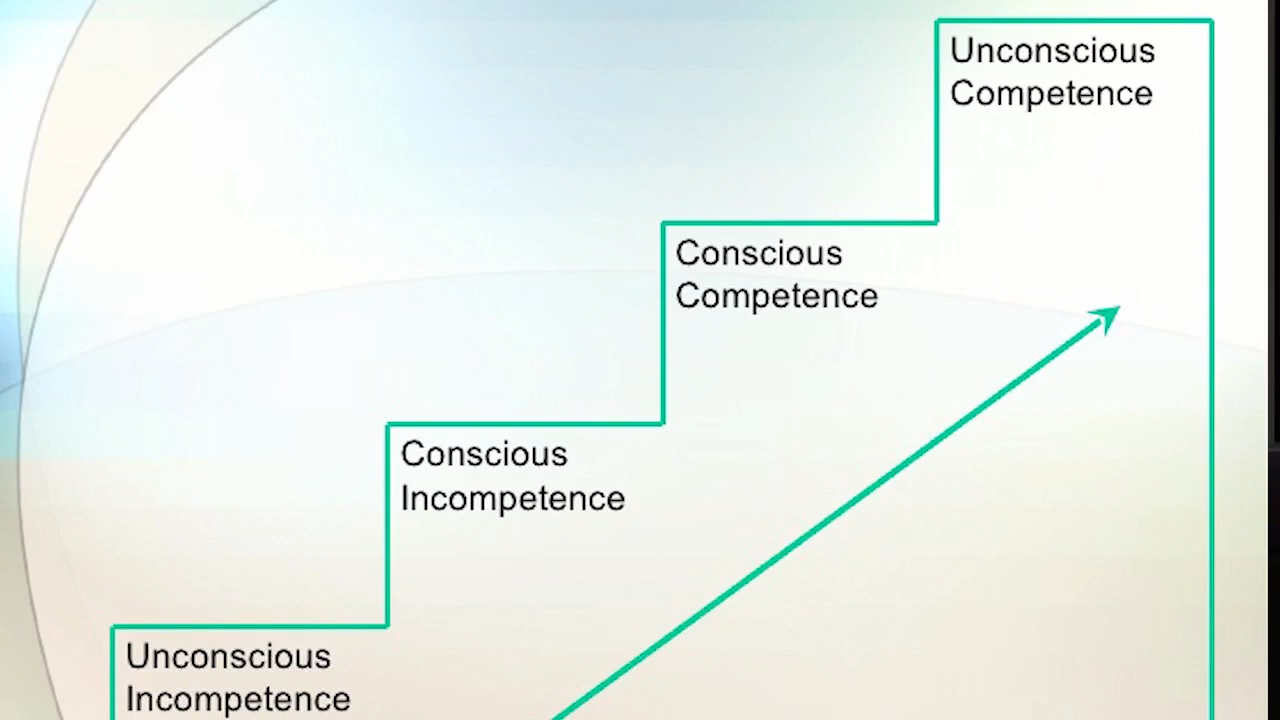 Unconscious
Competence
Conscious
Competence
Conscious
Incompetence
Unconscious
Incompetence